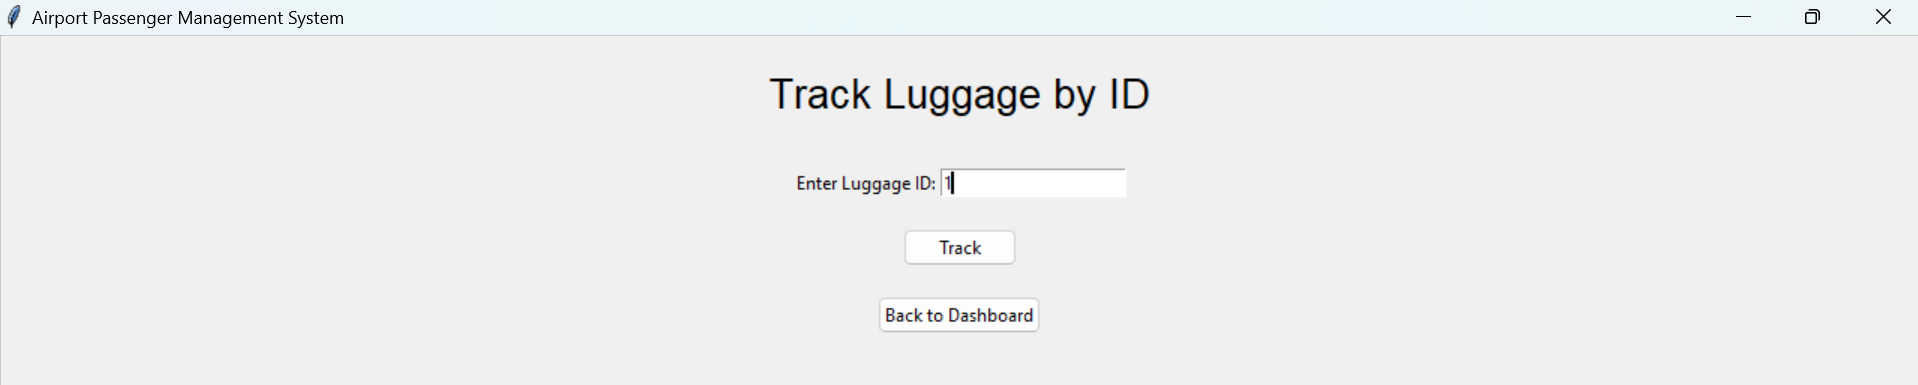 Airport Passenger Management System
Track Luggage by ID
Enter Luggage ID: 1
Track
Back to Dashboard